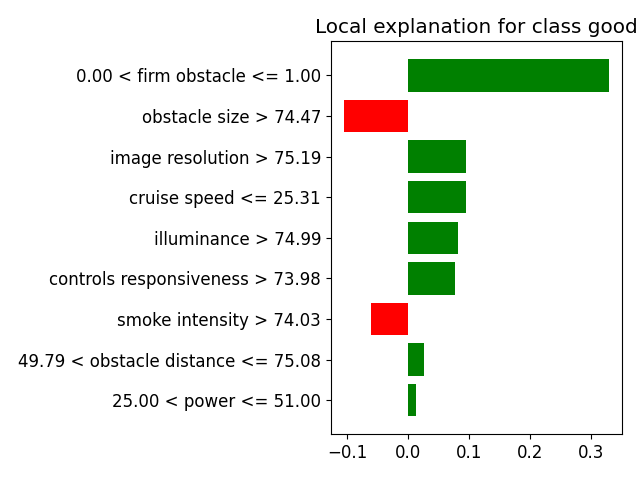 Local explanation for class good
0.00 < firm obstacle <= 1.00
obstacle size > 74.47
image resolution > 75.19
cruise speed <= 25.31
illuminance > 74.99
controls responsiveness > 73.98
smoke intensity > 74.03
49.79 < obstacle distance <= 75.08
25.00 < power <= 51.00
−0.1 0.0 0.1 0.2 0.3